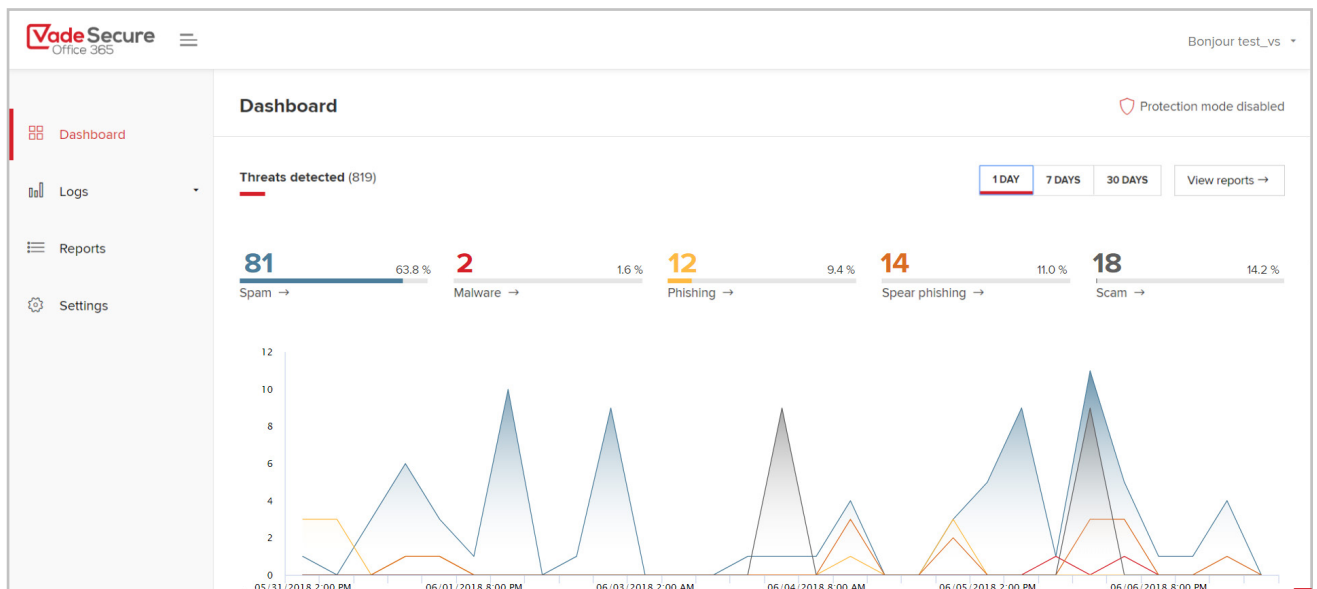 VadeSecure
Office 365
Bonjour test_vs
Dashboard
Protection mode disabled
Dashboard
Logs
Reports
Settings
Threats detected (819)
1 DAY 7 DAYS 30 DAYS View reports →
81 63.8 % 2 1.6 % 12 9.4 % 14 11.0 % 18 14.2 %
Spam → Malware → Phishing → Spear phishing → Scam →
12
10
8
6
4
2
0
05/31/2018 2:00 PM 06/01/2018 8:00 PM 06/03/2018 2:00 AM 06/04/2018 8:00 AM 06/05/2018 2:00 PM 06/06/2018 8:00 PM